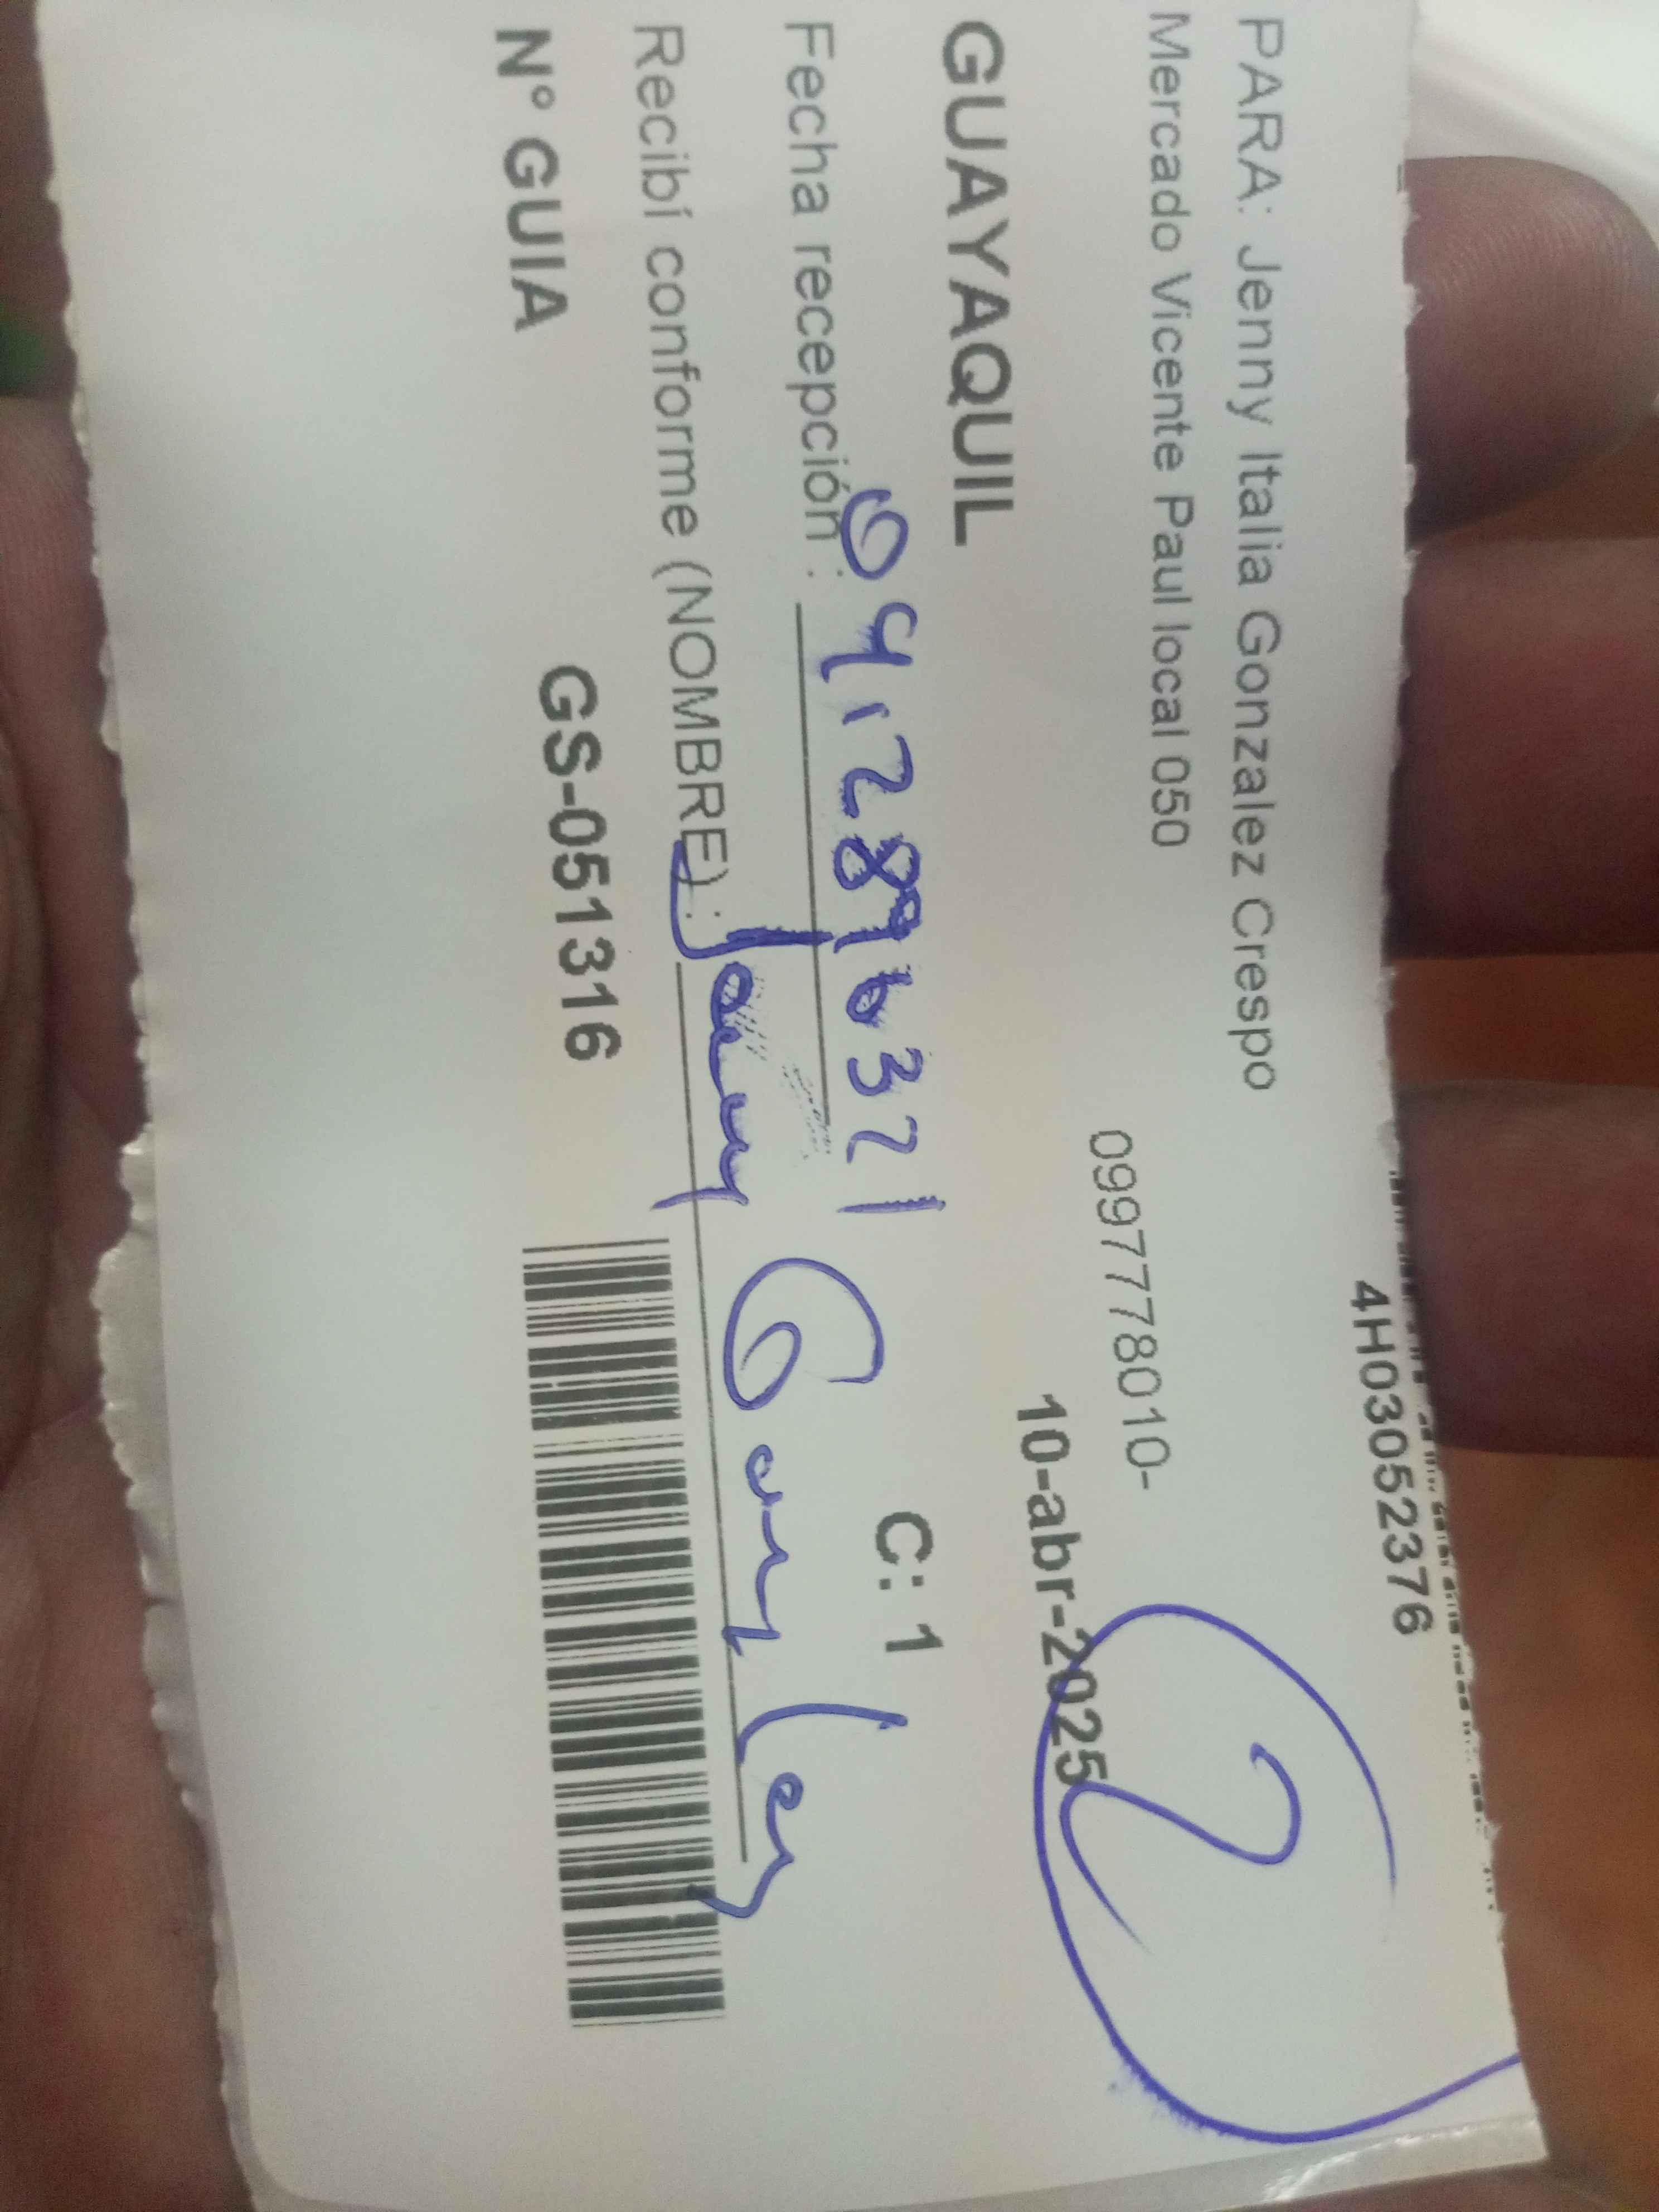 4H03052376
PARA: Jenny Italia Gonzalez Crespo
Mercado Vicente Paul local 050
0997778010-
GUAYAQUIL 10-abr-2025
2
Fecha recepción :
C: 1
Recibí conforme (NOMBRE) : Jenny Gonzalez
N° GUIA GS-051316